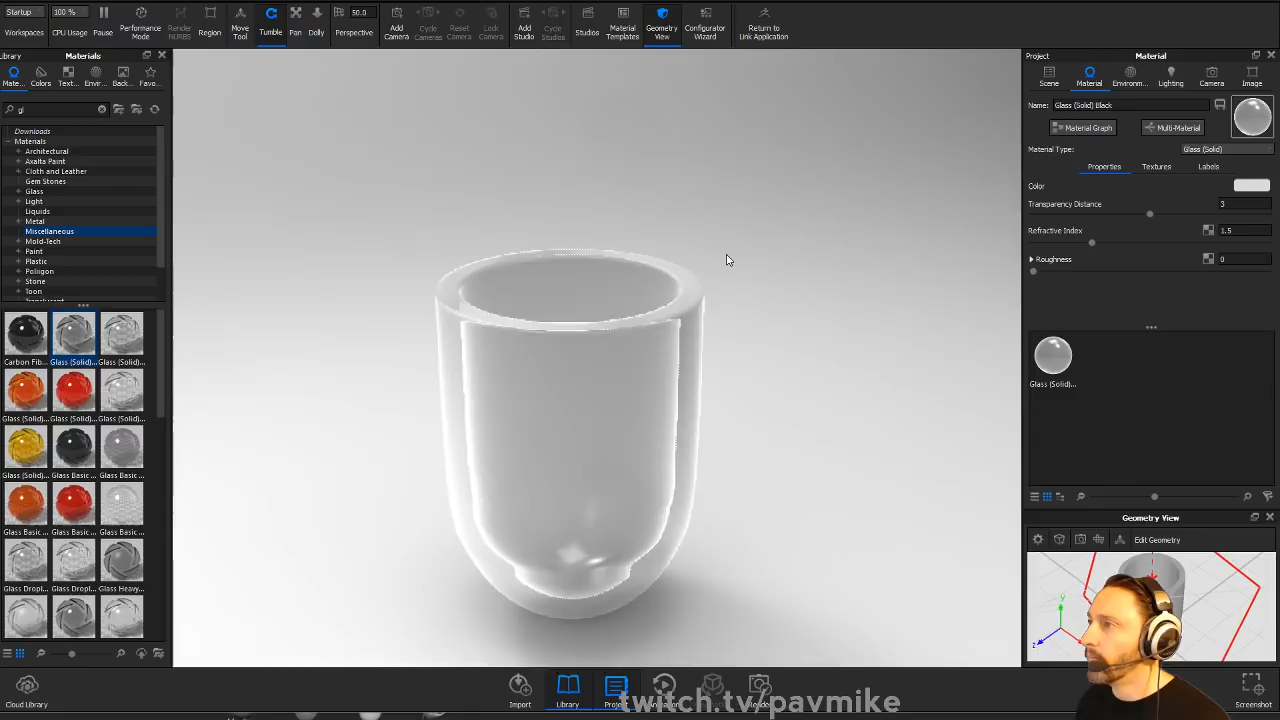 Startup
100 %
50.0
Workspaces
CPU Usage
Pause
Performance
Mode
Render
NURBS
Region
Move
Tool
Tumble
Pan
Dolly
Perspective
Add
Camera
Cycle
Cameras
Reset
Camera
Lock
Camera
Add
Studio
Cycle
Studios
Studios
Material
Templates
Geometry
View
Configurator
Wizard
Return to
Link Application
Library
Materials
Mate...
Colors
Text...
Envir...
Back...
Favo...
gl
Downloads
Materials
Architectural
Axalta Paint
Cloth and Leather
Gem Stones
Glass
Light
Liquids
Metal
Miscellaneous
Mold-Tech
Paint
Plastic
Poliigon
Stone
Toon
Translucent
Carbon Fib...
Glass (Solid)...
Glass (Solid)...
Glass (Solid)...
Glass (Solid)...
Glass (Solid)...
Glass (Solid)...
Glass Basic ...
Glass Basic ...
Glass Basic ...
Glass Basic ...
Glass Basic ...
Glass Dropl...
Glass Dropl...
Glass Heavy...
Project
Material
Scene
Material
Environm...
Lighting
Camera
Image
Name:
Glass (Solid) Black
Material Graph
Multi-Material
Material Type:
Glass (Solid)
Properties
Textures
Labels
Color
Transparency Distance
3
Refractive Index
1.5
Roughness
0
Glass (Solid)...
Geometry View
Edit Geometry
y
z
Cloud Library
Import
Library
Project
twitch.tv/pavmike
Screenshot